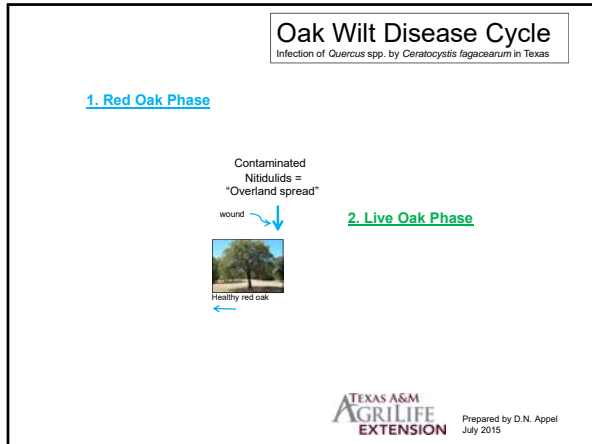 Oak Wilt Disease Cycle
Infection of Quercus spp. by Ceratocystis fagacearum in Texas
1. Red Oak Phase
Contaminated
Nitidulids =
“Overland spread”
wound
2. Live Oak Phase
Healthy red oak
TEXAS A&M
AGRILIFE
EXTENSION
Prepared by D.N. Appel
July 2015